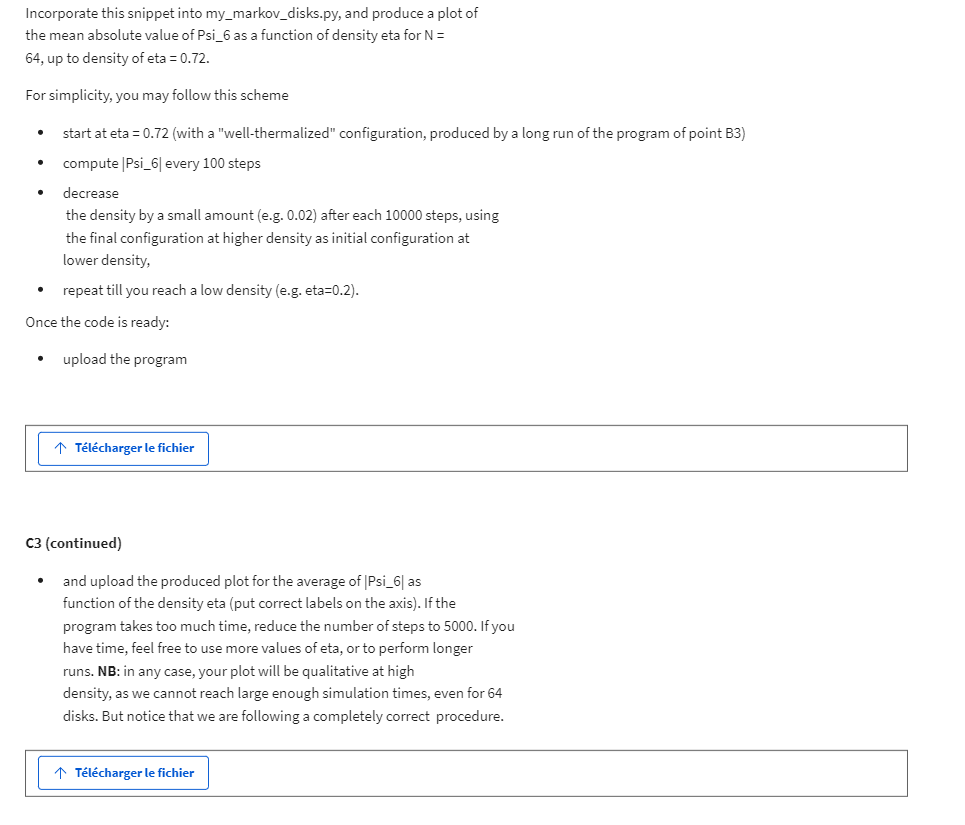 Incorporate this snippet into my_markov_disks.py, and produce a plot of
the mean absolute value of Psi_6 as a function of density eta for N =
64, up to density of eta = 0.72.
For simplicity, you may follow this scheme
• start at eta = 0.72 (with a "well-thermalized" configuration, produced by a long run of the program of point B3)
• compute |Psi_6| every 100 steps
• decrease
the density by a small amount (e.g. 0.02) after each 10000 steps, using
the final configuration at higher density as initial configuration at
lower density,
• repeat till you reach a low density (e.g. eta=0.2).
Once the code is ready:
• upload the program
↑ Télécharger le fichier
C3 (continued)
• and upload the produced plot for the average of |Psi_6| as
function of the density eta (put correct labels on the axis). If the
program takes too much time, reduce the number of steps to 5000. If you
have time, feel free to use more values of eta, or to perform longer
runs. NB: in any case, your plot will be qualitative at high
density, as we cannot reach large enough simulation times, even for 64
disks. But notice that we are following a completely correct procedure.
↑ Télécharger le fichier